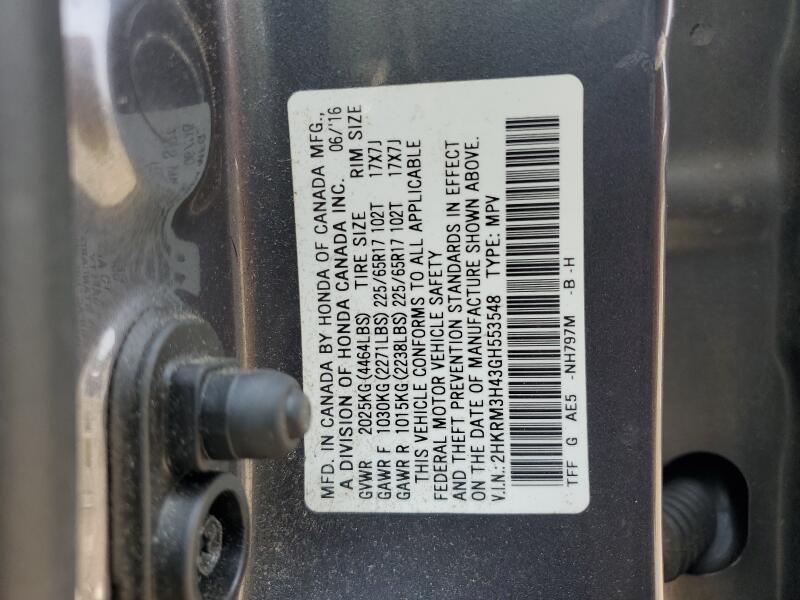 MFD. IN CANADA BY HONDA OF CANADA MFG.,
A DIVISION OF HONDA CANADA INC. 06/'16
GVWR 2025KG(4464LBS) TIRE SIZE RIM SIZE
GAWR F 1030KG(2271LBS) 225/65R17 102T 17X7J
GAWR R 1015KG(2238LBS) 225/65R17 102T 17X7J
THIS VEHICLE CONFORMS TO ALL APPLICABLE
FEDERAL MOTOR VEHICLE SAFETY
AND THEFT PREVENTION STANDARDS IN EFFECT
ON THE DATE OF MANUFACTURE SHOWN ABOVE.
V.I.N.:2HKRM3H43GH553548 TYPE: MPV
TFF G AE5 -NH797M -B -H